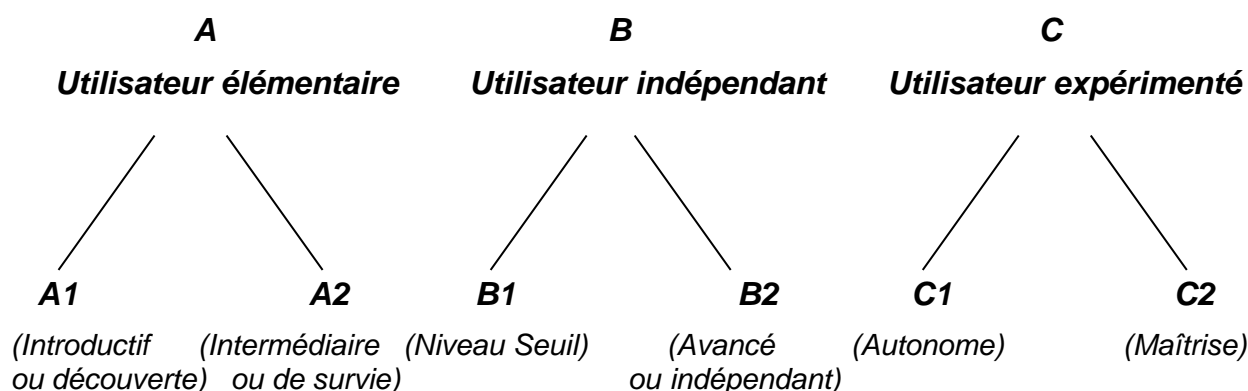 A B C
Utilisateur élémentaire Utilisateur indépendant Utilisateur expérimenté
A1 A2 B1 B2 C1 C2
(Introductif (Intermédiaire (Niveau Seuil) (Avancé (Autonome) (Maîtrise)
ou découverte) ou de survie) ou indépendant)